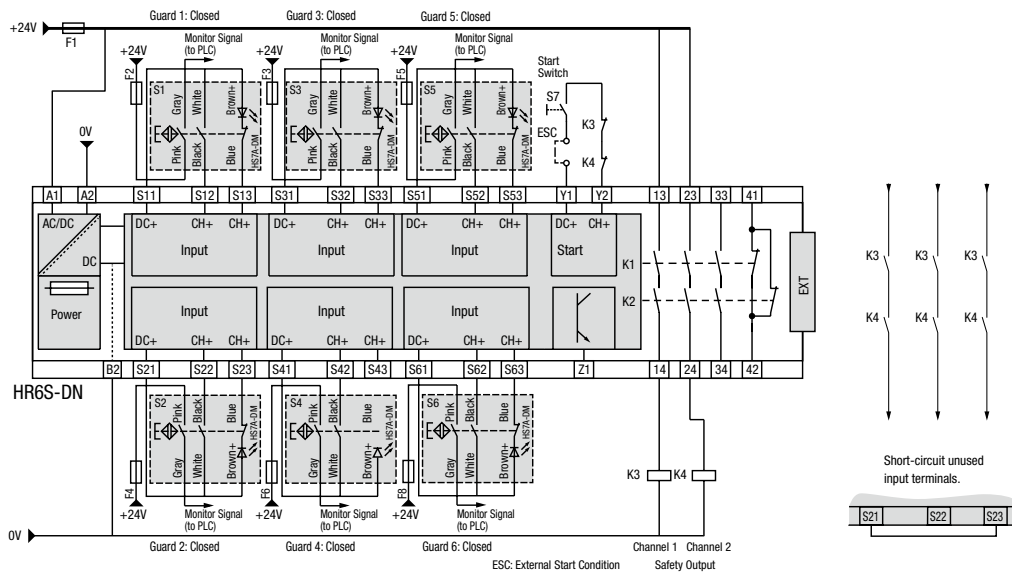 +24V
F1
Guard 1: Closed
Guard 3: Closed
Guard 5: Closed
+24V
Monitor Signal
(to PLC)
+24V
Monitor Signal
(to PLC)
+24V
Monitor Signal
(to PLC)
Start
Switch
F2
S1
Gray
White
Brown+
Pink
Black
Blue
HS7A-DM
F3
S3
Gray
White
Brown+
Pink
Black
Blue
HS7A-DM
F5
S5
Gray
White
Brown+
Pink
Black
Blue
HS7A-DM
S7
ESC
K3
K4
0V
A1
A2
S11
S12
S13
S31
S32
S33
S51
S52
S53
Y1
Y2
13
23
33
41
AC/DC
DC
Power
DC+
CH+
CH+
Input
DC+
CH+
CH+
Input
DC+
CH+
CH+
Input
DC+
CH+
Start
K1
K2
EXT
Input
DC+
CH+
CH+
Input
DC+
CH+
CH+
Input
DC+
CH+
CH+
B2
S21
S22
S23
S41
S42
S43
S61
S62
S63
Z1
14
24
34
42
HR6S-DN
S2
Pink
Black
Blue
Gray
White
Brown+
HS7A-DM
F4
S4
Pink
Black
Blue
Gray
White
Brown+
HS7A-DM
F6
S6
Pink
Black
Blue
Gray
White
Brown+
HS7A-DM
F8
+24V
Monitor Signal
(to PLC)
+24V
Monitor Signal
(to PLC)
+24V
Monitor Signal
(to PLC)
K3
K4
0V
Guard 2: Closed
Guard 4: Closed
Guard 6: Closed
Channel 1
Channel 2
ESC: External Start Condition
Safety Output
K3
K3
K3
K4
K4
K4
Short-circuit unused
input terminals.
S21
S22
S23